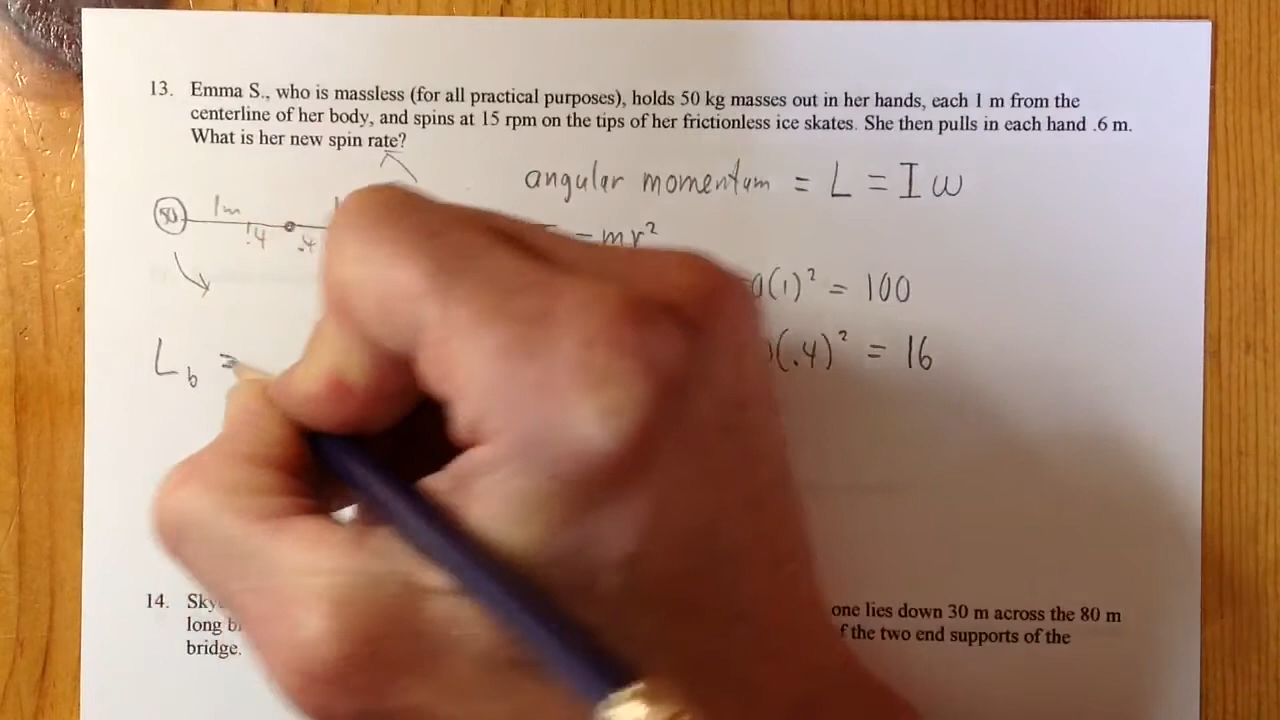 13. Emma S., who is massless (for all practical purposes), holds 50 kg masses out in her hands, each 1 m from the
centerline of her body, and spins at 15 rpm on the tips of her frictionless ice skates. She then pulls in each hand .6 m.
What is her new spin rate?
angular momentum = L = I ω
1m
50
.4 .4
= mr²
(1)² = 100
L_b =
(.4)² = 16
14. one lies down 30 m across the 80 m
long f the two end supports of the
bridge.